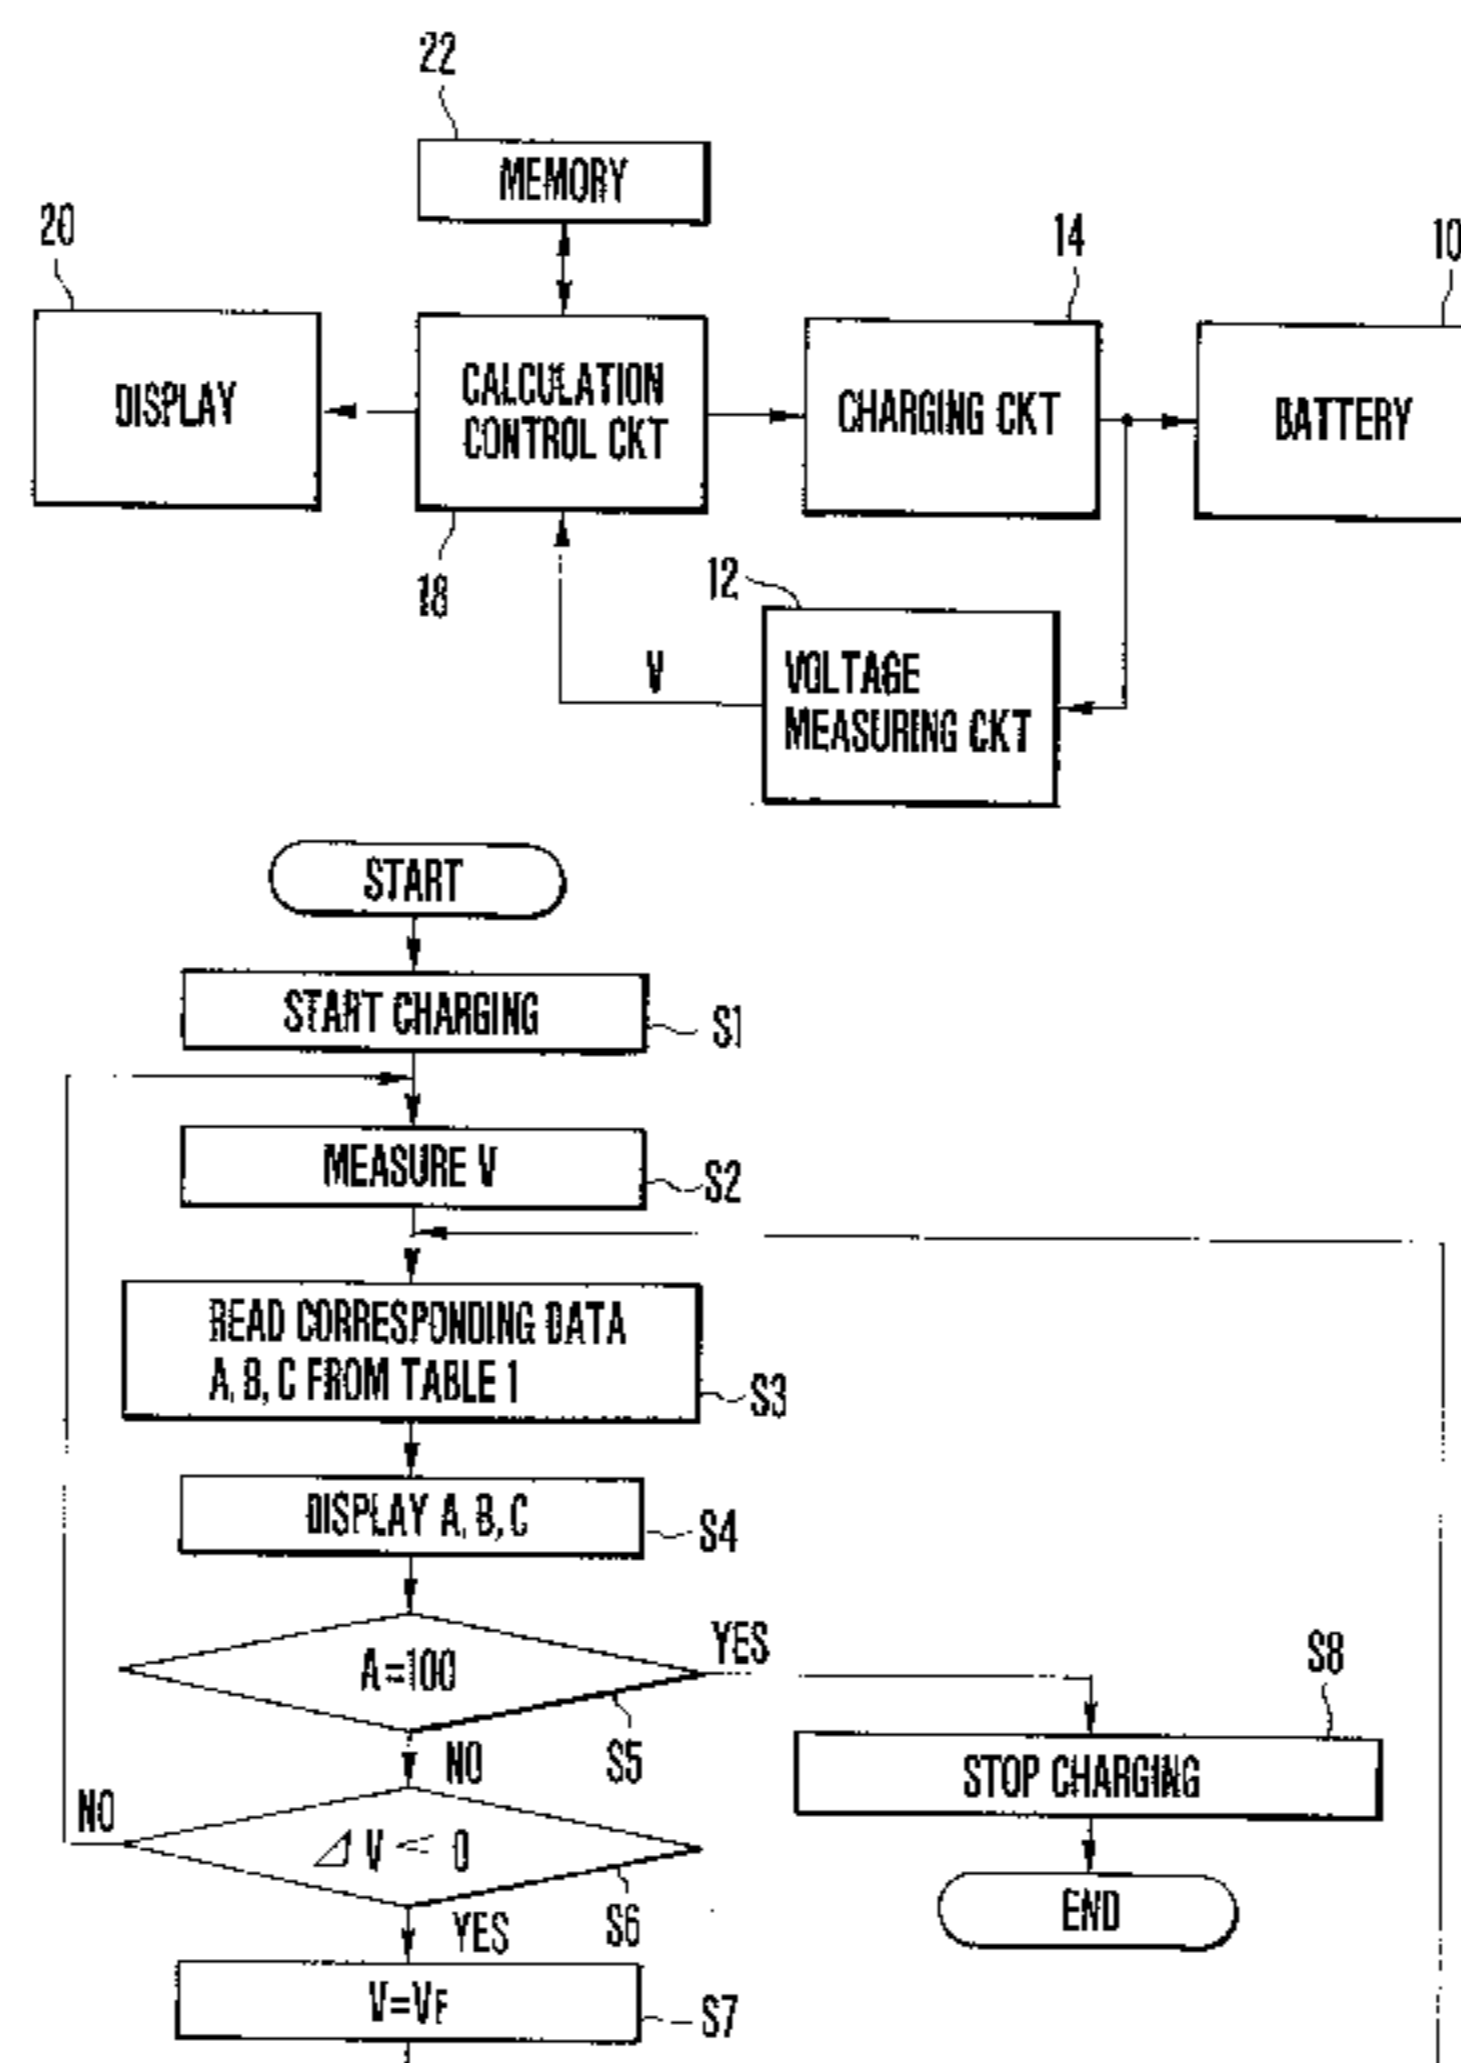 22
MEMORY
20
14
10
DISPLAY
CALCULATION
CONTROL CKT
CHARGING CKT
BATTERY
18
12
V
VOLTAGE
MEASURING CKT
START
START CHARGING
S1
MEASURE V
S2
READ CORRESPONDING DATA
A, B, C FROM TABLE 1
S3
DISPLAY A, B, C
S4
A=100
YES
S8
S5
NO
STOP CHARGING
NO
⊿V < 0
S6
END
YES
V=VF
S7